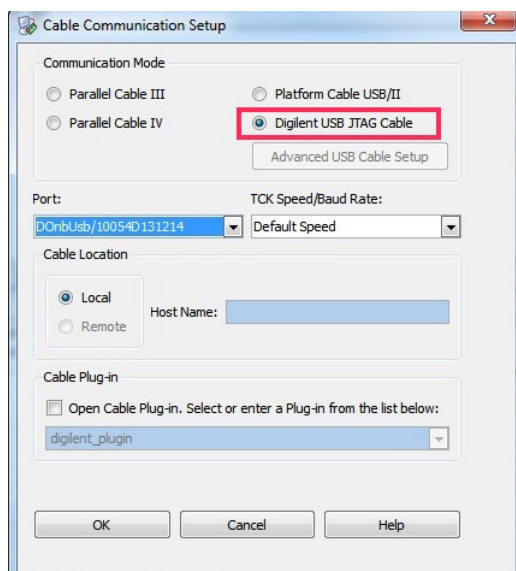 Cable Communication Setup
Communication Mode
Parallel Cable III
Platform Cable USB/II
Parallel Cable IV
Digilent USB JTAG Cable
Advanced USB Cable Setup
Port:
TCK Speed/Baud Rate:
DOnbUsb/10054D131214
Default Speed
Cable Location
Local
Host Name:
Remote
Cable Plug-in
Open Cable Plug-in. Select or enter a Plug-in from the list below:
digilent_plugin
OK
Cancel
Help